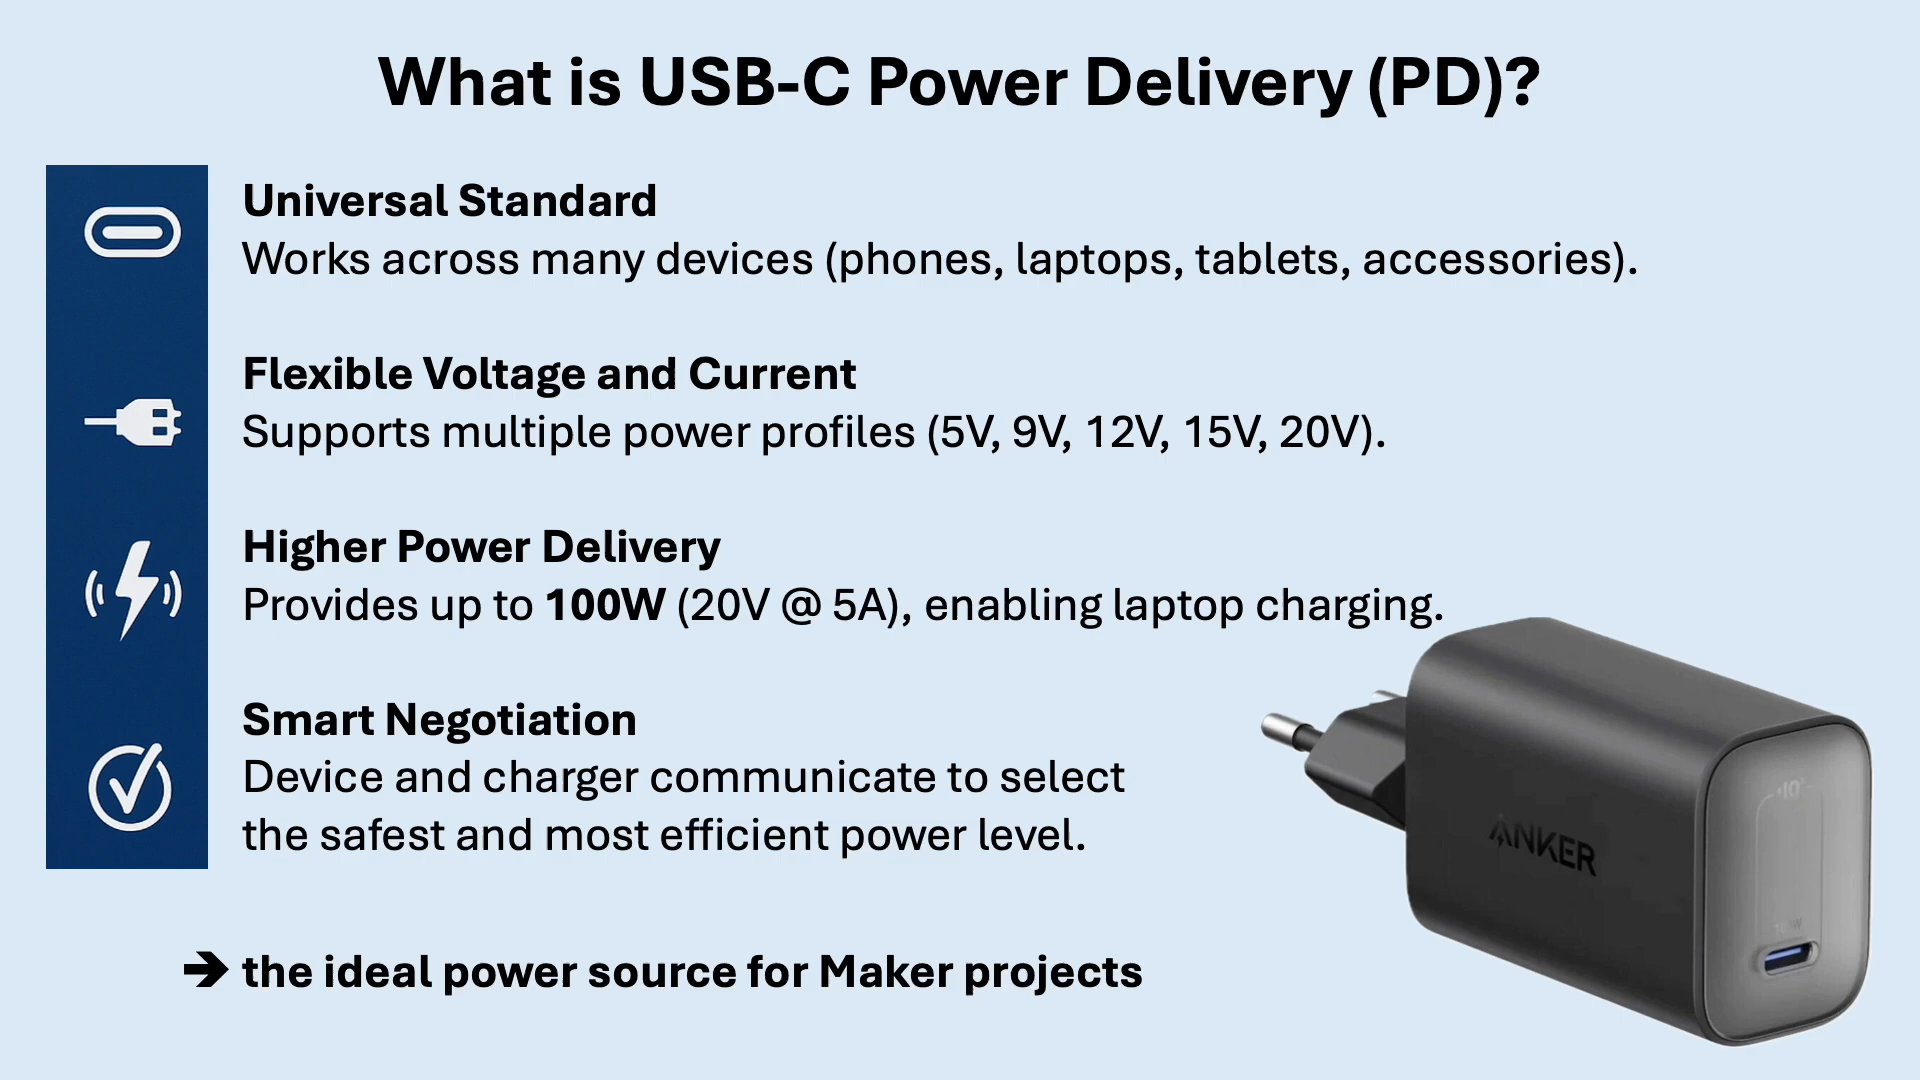 What is USB-C Power Delivery (PD)?
Universal Standard
Works across many devices (phones, laptops, tablets, accessories).
Flexible Voltage and Current
Supports multiple power profiles (5V, 9V, 12V, 15V, 20V).
Higher Power Delivery
Provides up to 100W (20V @ 5A), enabling laptop charging.
Smart Negotiation
Device and charger communicate to select
the safest and most efficient power level.
➔ the ideal power source for Maker projects
ANKER